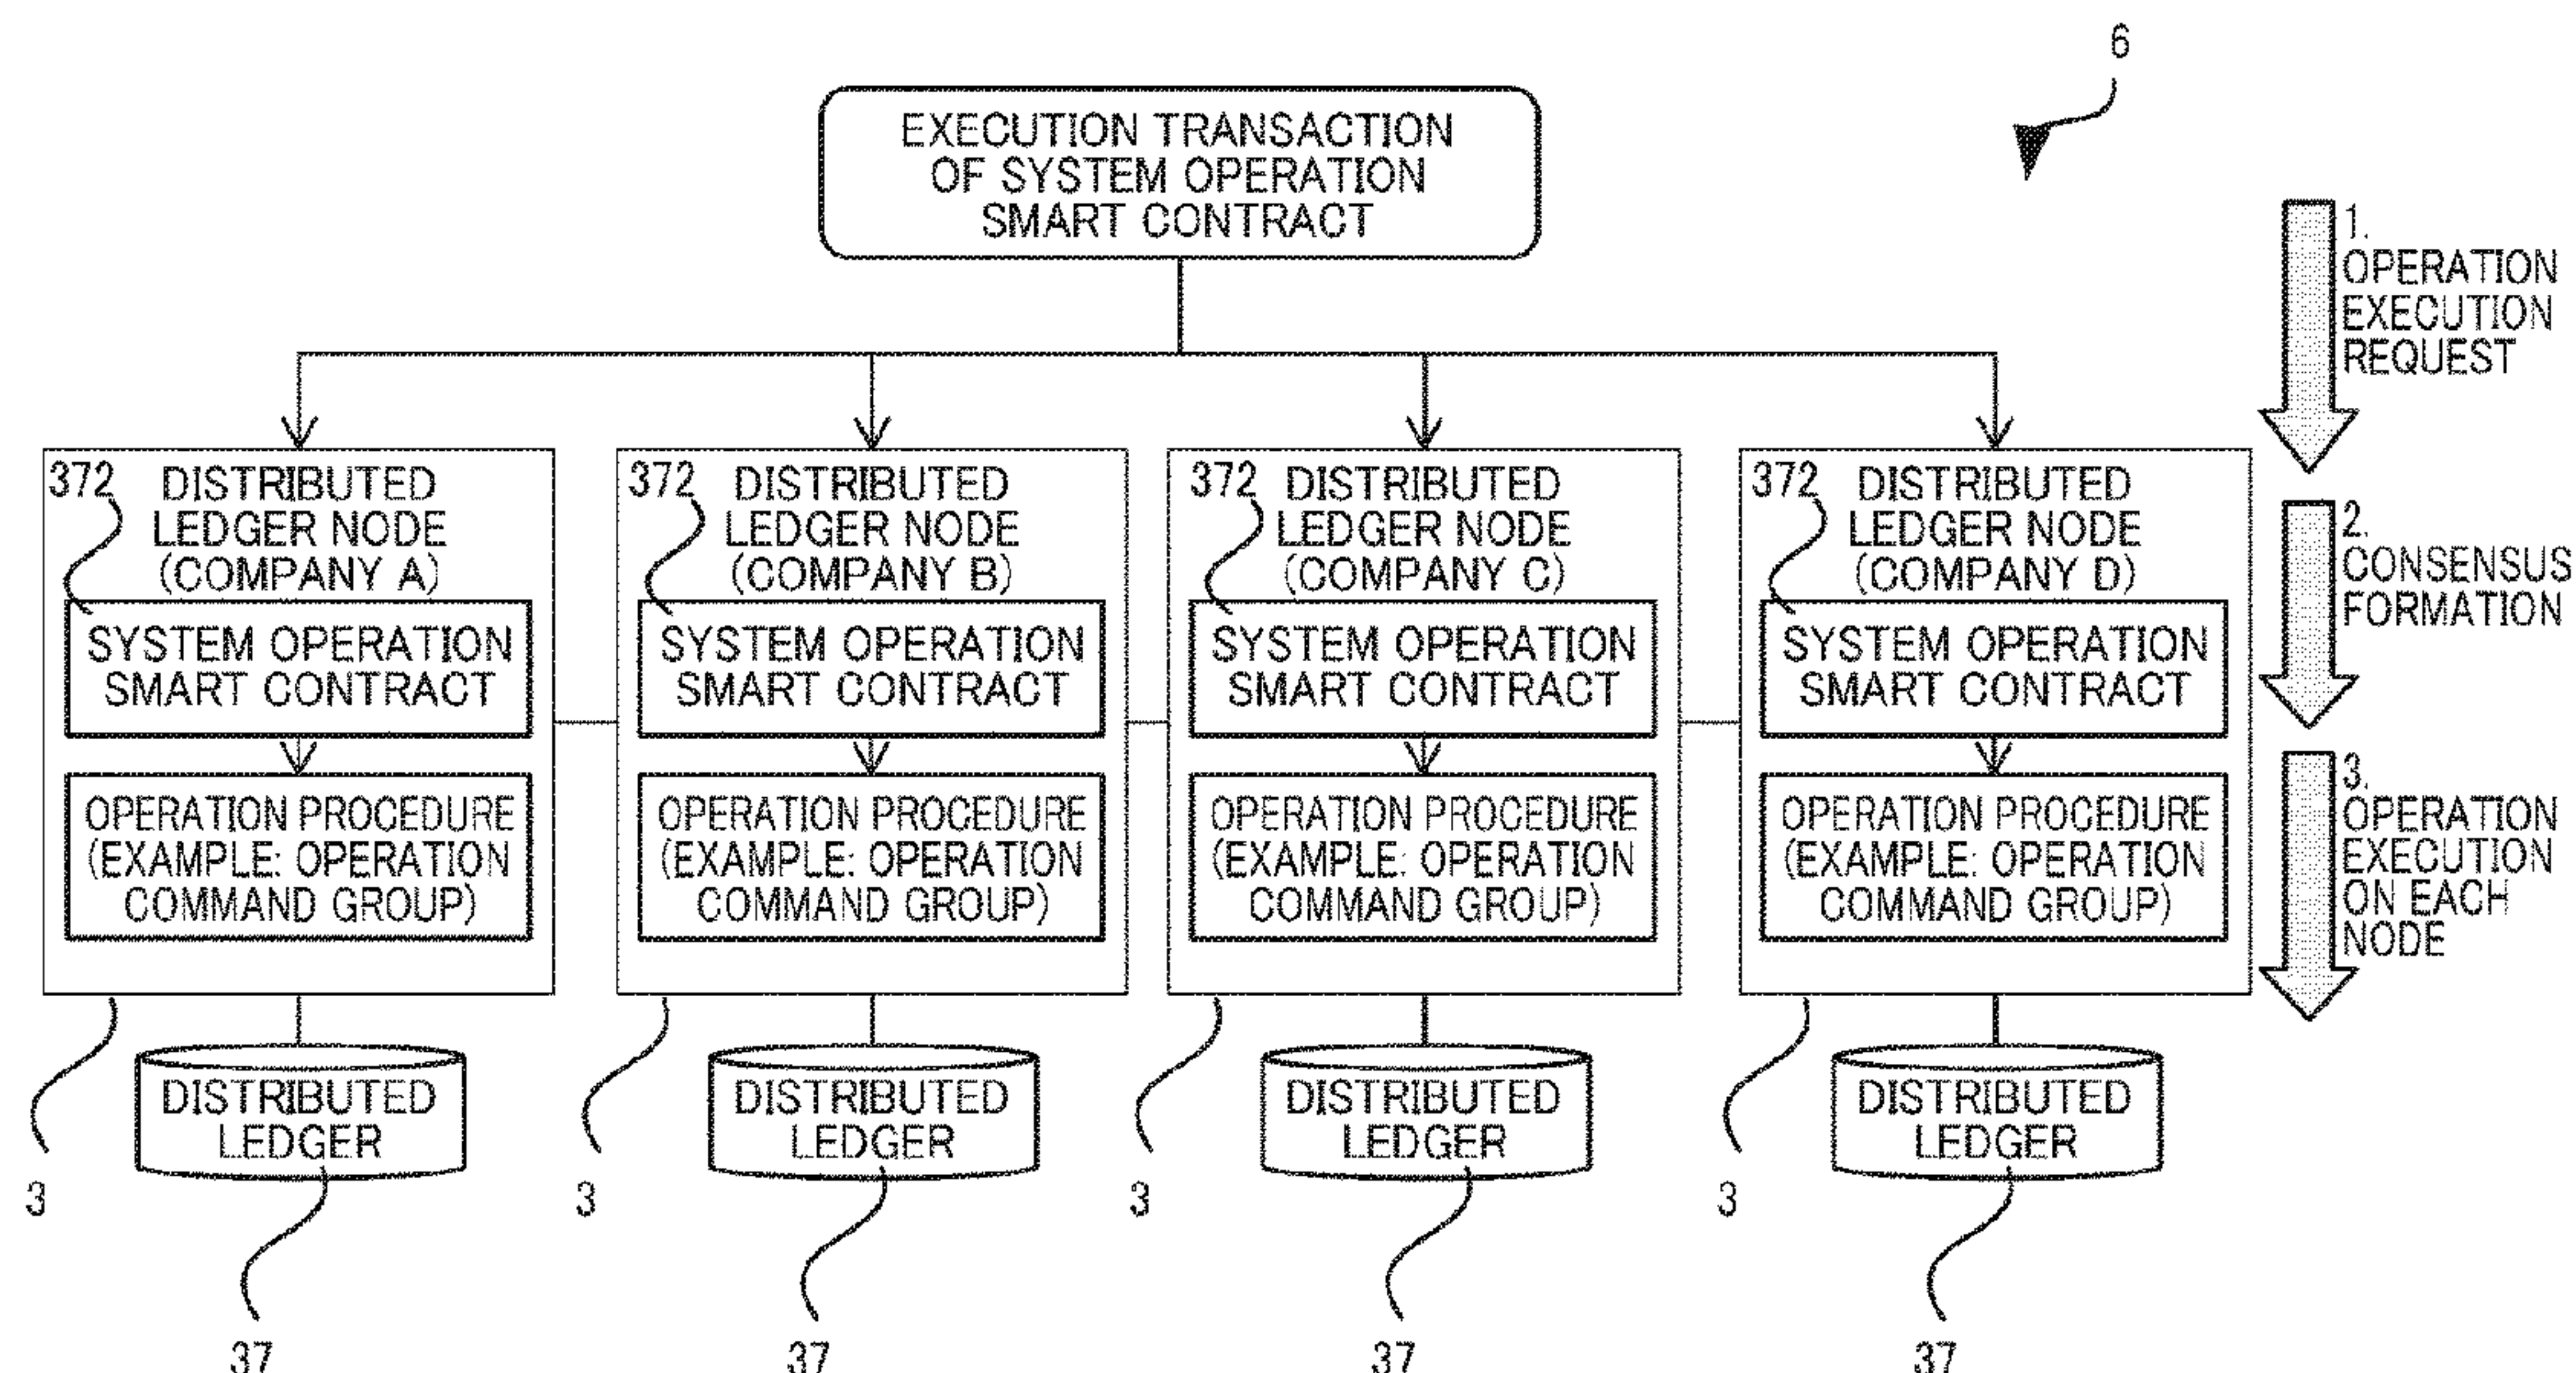 6
EXECUTION TRANSACTION
OF SYSTEM OPERATION
SMART CONTRACT
1.
OPERATION
EXECUTION
REQUEST
372
DISTRIBUTED
LEDGER NODE
(COMPANY A)
SYSTEM OPERATION
SMART CONTRACT
OPERATION PROCEDURE
(EXAMPLE: OPERATION
COMMAND GROUP)
372
DISTRIBUTED
LEDGER NODE
(COMPANY B)
SYSTEM OPERATION
SMART CONTRACT
OPERATION PROCEDURE
(EXAMPLE: OPERATION
COMMAND GROUP)
372
DISTRIBUTED
LEDGER NODE
(COMPANY C)
SYSTEM OPERATION
SMART CONTRACT
OPERATION PROCEDURE
(EXAMPLE: OPERATION
COMMAND GROUP)
372
DISTRIBUTED
LEDGER NODE
(COMPANY D)
SYSTEM OPERATION
SMART CONTRACT
OPERATION PROCEDURE
(EXAMPLE: OPERATION
COMMAND GROUP)
2.
CONSENSUS
FORMATION
3.
OPERATION
EXECUTION
ON EACH
NODE
DISTRIBUTED
LEDGER
DISTRIBUTED
LEDGER
DISTRIBUTED
LEDGER
DISTRIBUTED
LEDGER
3
3
3
3
37
37
37
37